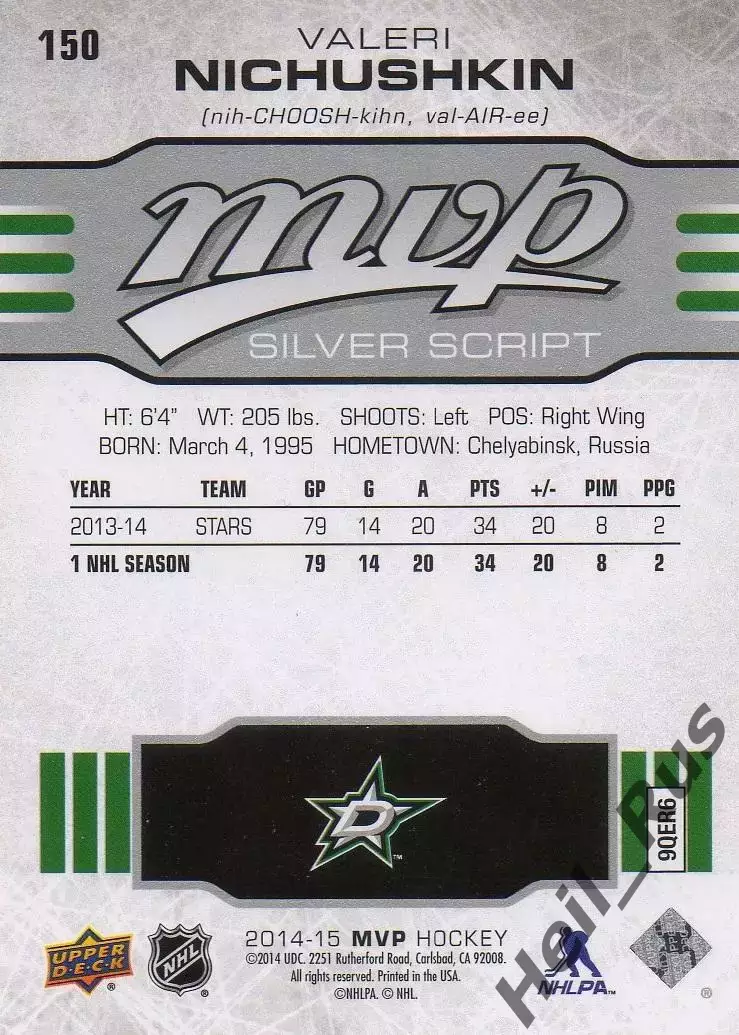 150
VALERI
NICHUSHKIN
(nih-CHOOSH-kihn, val-AIR-ee)
mvp
SILVER SCRIPT
HT: 6'4" WT: 205 lbs. SHOOTS: Left POS: Right Wing
BORN: March 4, 1995 HOMETOWN: Chelyabinsk, Russia
YEAR TEAM GP G A PTS +/- PIM PPG
2013-14 STARS 79 14 20 34 20 8 2
1 NHL SEASON 79 14 20 34 20 8 2
D
TM
9QER6
Heil_Rus
UPPER DECK
®
NHL
®
2014-15 MVP HOCKEY
©2014 UDC. 2251 Rutherford Road, Carlsbad, CA 92008.
All rights reserved. Printed in the USA.
©NHLPA. © NHL.
NHLPA™
®